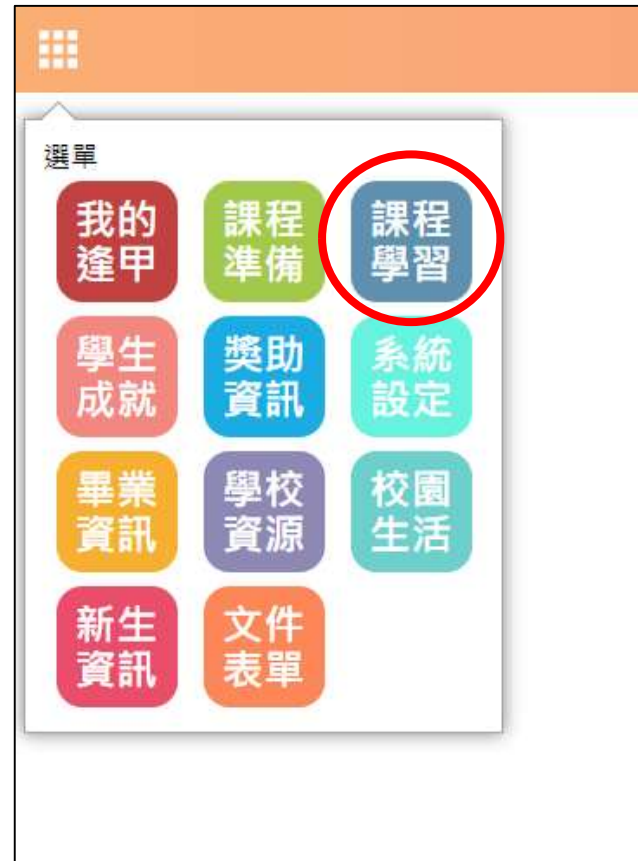 選單
我的
逢甲
課程
準備
課程
學習
學生
成就
獎助
資訊
系統
設定
畢業
資訊
學校
資源
校園
生活
新生
資訊
文件
表單